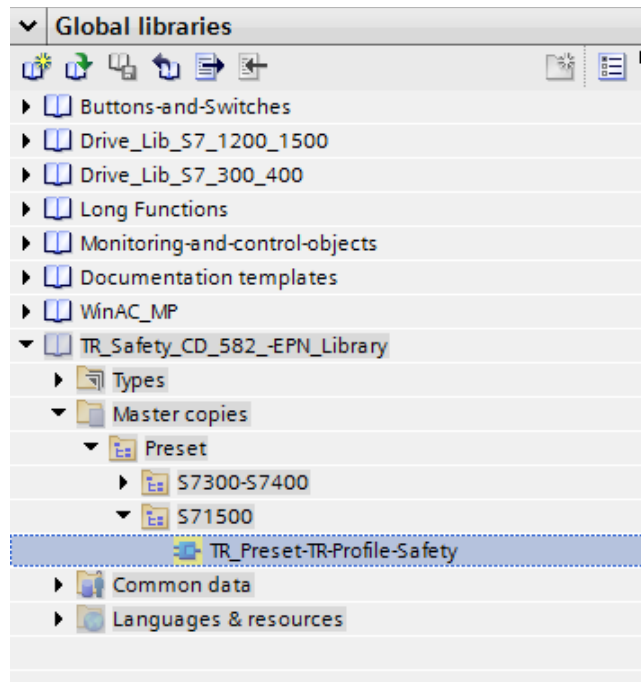 Global libraries
Buttons-and-Switches
Drive_Lib_S7_1200_1500
Drive_Lib_S7_300_400
Long Functions
Monitoring-and-control-objects
Documentation templates
WinAC_MP
TR_Safety_CD_582_-EPN_Library
Types
Master copies
Preset
S7300-S7400
S71500
TR_Preset-TR-Profile-Safety
Common data
Languages & resources